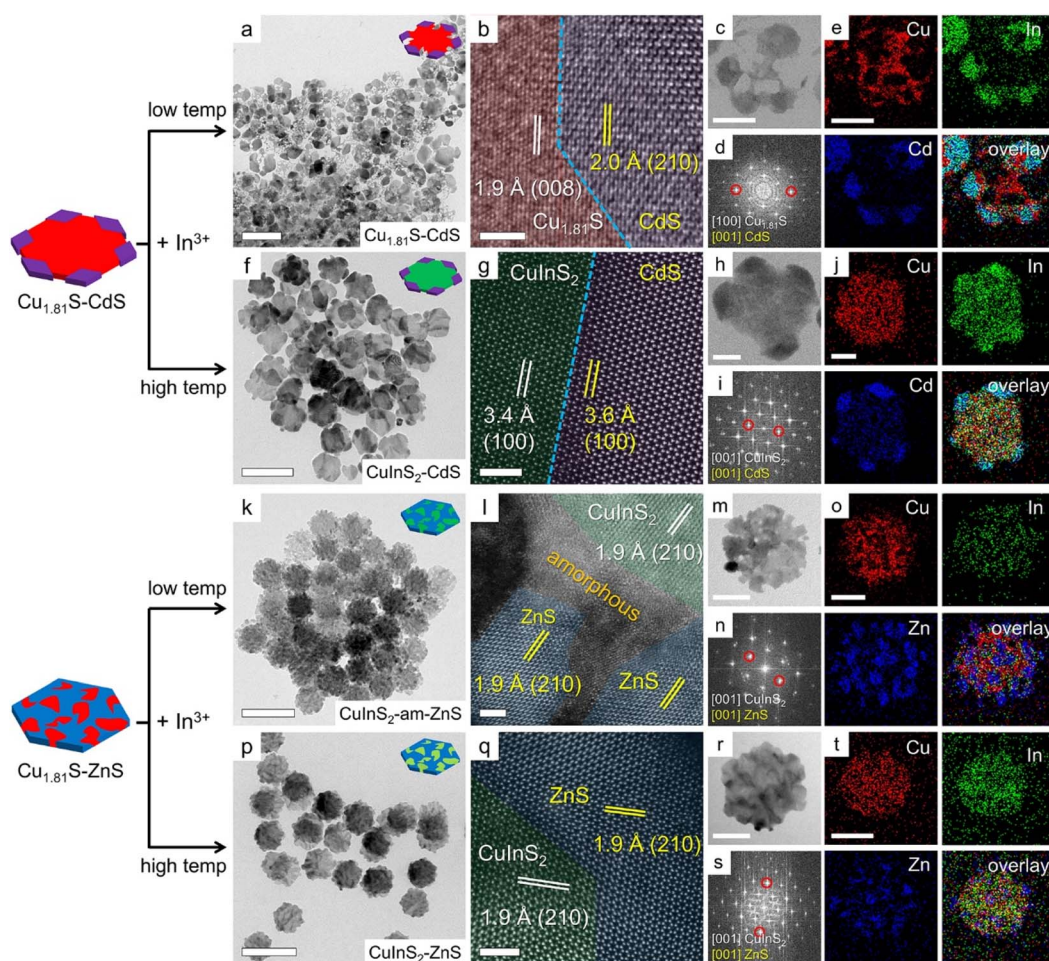 a
b
c
e
Cu
In
low temp
1.9 Å (008)
2.0 Å (210)
Cu1.81S
CdS
Cu1.81S-CdS
d
[100] Cu1.81S
[001] CdS
Cd
overlay
+ In3+
Cu1.81S-CdS
f
g
CuInS2
CdS
h
j
Cu
In
high temp
3.4 Å
(100)
3.6 Å
(100)
CuInS2-CdS
i
[001] CuInS2
[001] CdS
Cd
overlay
k
l
CuInS2
1.9 Å (210)
m
o
Cu
In
low temp
amorphous
ZnS
1.9 Å (210)
ZnS
CuInS2-am-ZnS
n
[001] CuInS2
[001] ZnS
Zn
overlay
+ In3+
Cu1.81S-ZnS
p
q
ZnS
1.9 Å (210)
r
t
Cu
In
high temp
CuInS2
1.9 Å (210)
CuInS2-ZnS
s
[001] CuInS2
[001] ZnS
Zn
overlay